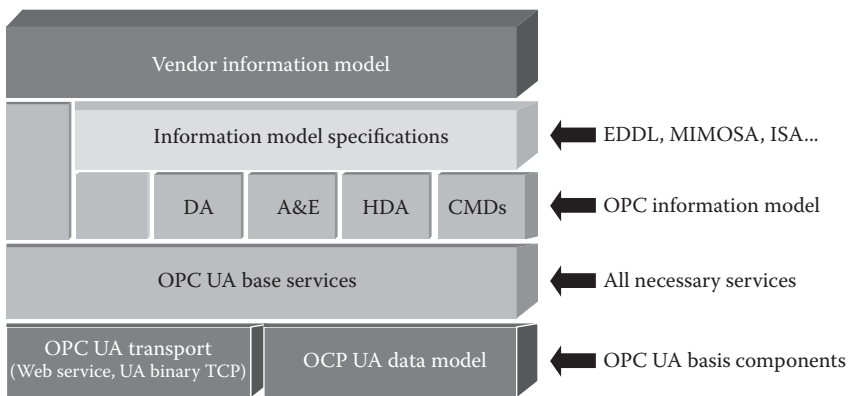 Vendor information model
Information model specifications
EDDL, MIMOSA, ISA...
DA
A&E
HDA
CMDs
OPC information model
OPC UA base services
All necessary services
OPC UA transport
(Web service, UA binary TCP)
OCP UA data model
OPC UA basis components